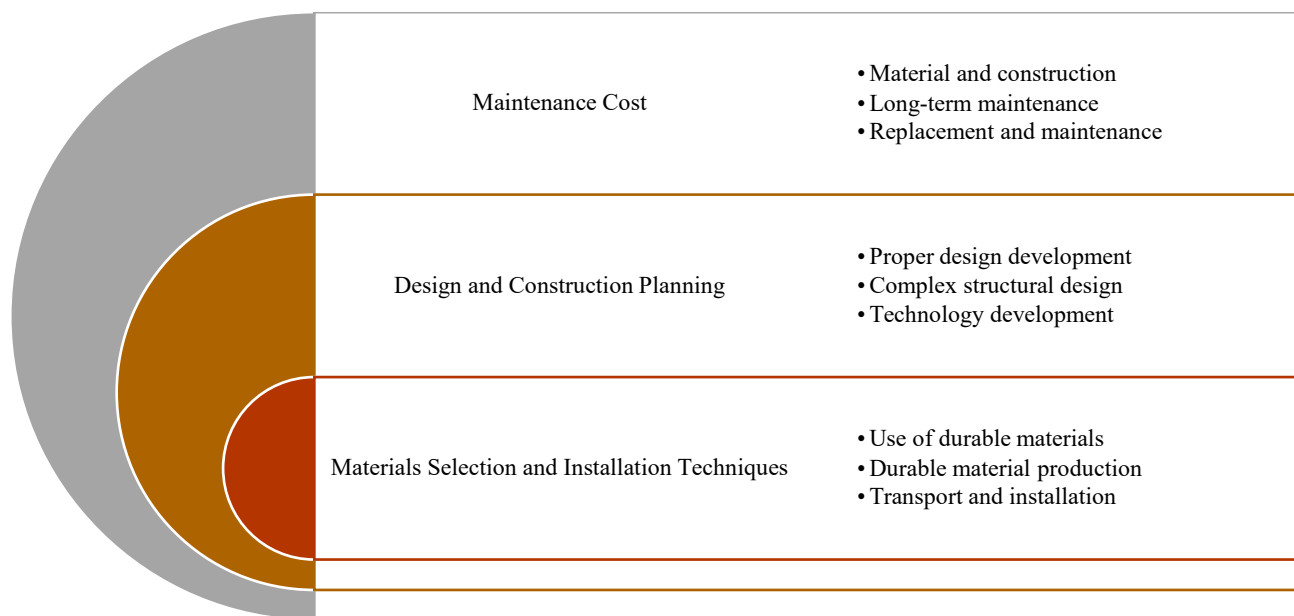 Maintenance Cost
• Material and construction
• Long-term maintenance
• Replacement and maintenance
Design and Construction Planning
• Proper design development
• Complex structural design
• Technology development
Materials Selection and Installation Techniques
• Use of durable materials
• Durable material production
• Transport and installation